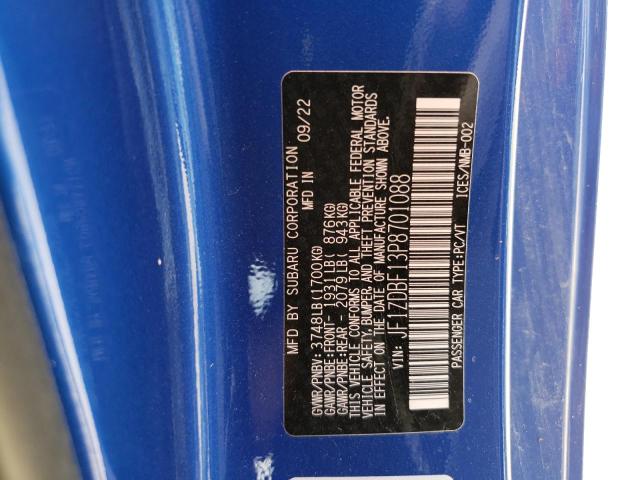 MFD BY SUBARU CORPORATION
MFD IN 09/22
GVWR/PNBV: 3748LB(1700KG)
GAWR/PNBE:FRONT- 1931LB( 876KG)
GAWR/PNBE:REAR - 2079LB( 943KG)
THIS VEHICLE CONFORMS TO ALL APPLICABLE FEDERAL MOTOR
VEHICLE SAFETY, BUMPER, AND THEFT PREVENTION STANDARDS
IN EFFECT ON THE DATE OF MANUFACTURE SHOWN ABOVE.
VIN: JF1ZDBF13P8701088
PASSENGER CAR TYPE:PC/VT ICES/NMB-002